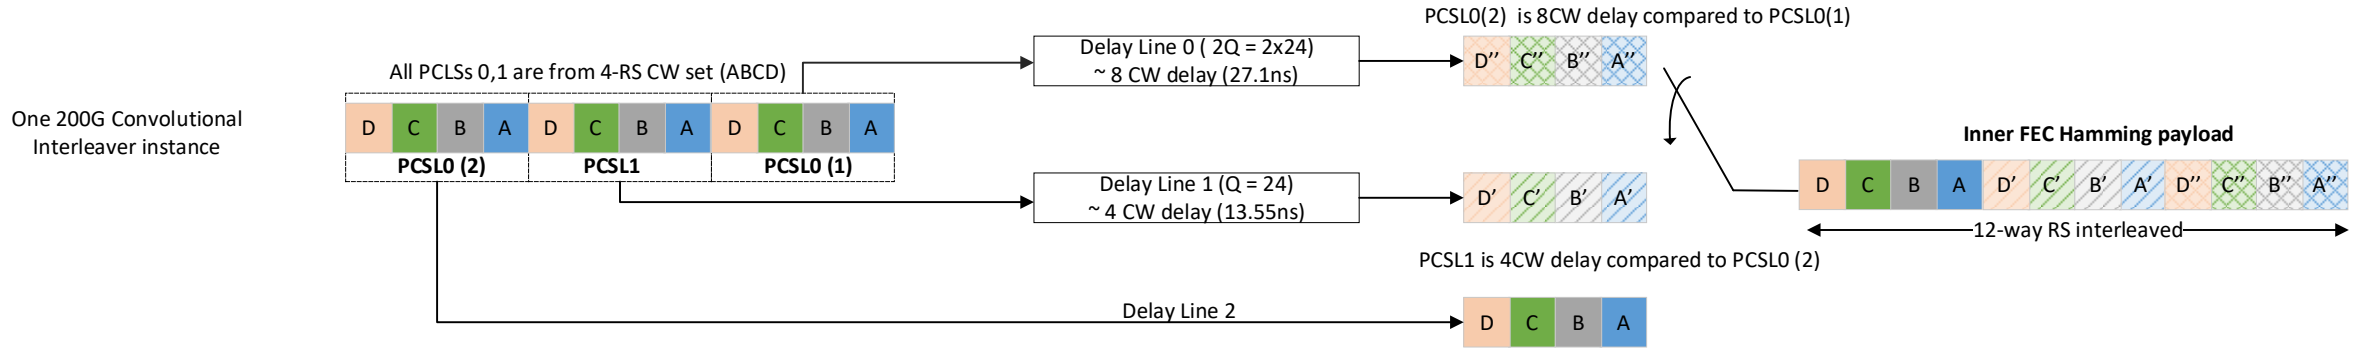 PCSL0(2) is 8CW delay compared to PCSL0(1)
One 200G Convolutional
Interleaver instance
All PCLSs 0,1 are from 4-RS CW set (ABCD)
D C B A D C B A D C B A
PCSL0 (2) PCSL1 PCSL0 (1)
Delay Line 0 ( 2Q = 2x24)
~ 8 CW delay (27.1ns)
D’’ C’’ B’’ A’’
Delay Line 1 (Q = 24)
~ 4 CW delay (13.55ns)
D’ C’ B’ A’
PCSL1 is 4CW delay compared to PCSL0 (2)
Delay Line 2
D C B A
Inner FEC Hamming payload
D C B A D’ C’ B’ A’ D’’ C’’ B’’ A’’
12-way RS interleaved